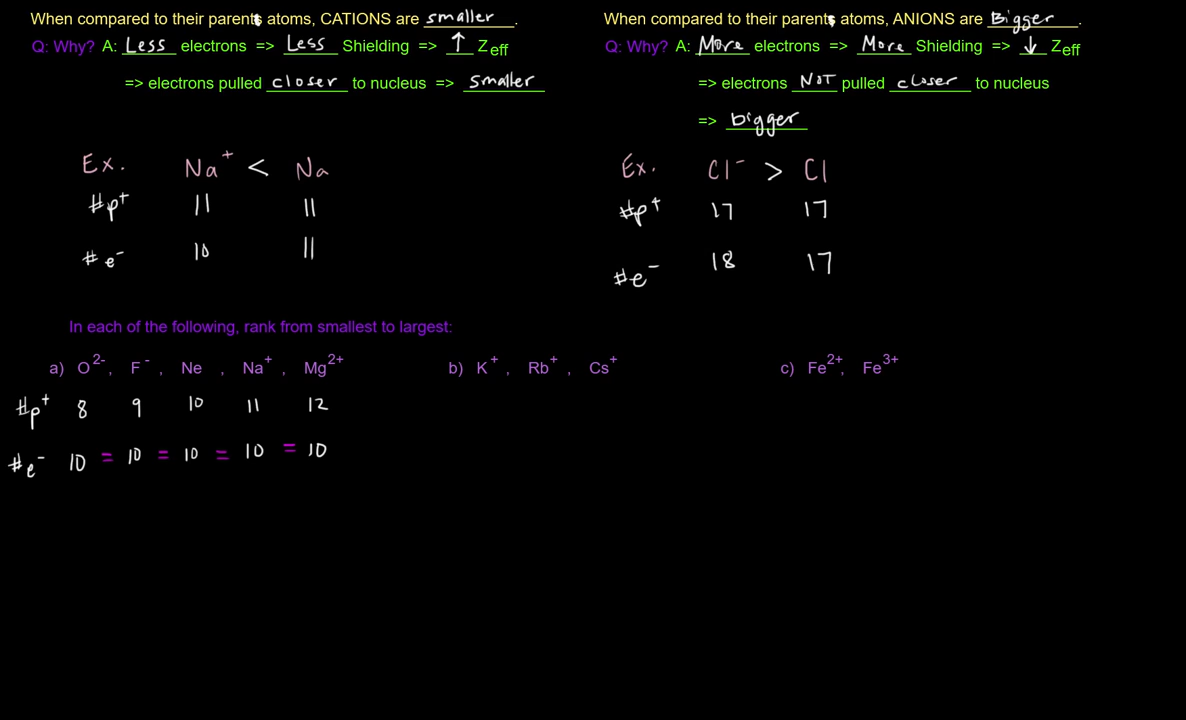 When compared to their parents atoms, CATIONS are smaller.
Q: Why? A: Less electrons => Less Shielding => ↑ Zeff
=> electrons pulled closer to nucleus => smaller
Ex. Na⁺ < Na
#p⁺ 11 11
#e⁻ 10 11
When compared to their parents atoms, ANIONS are Bigger.
Q: Why? A: More electrons => More Shielding => ↓ Zeff
=> electrons NOT pulled closer to nucleus
=> bigger
Ex. Cl⁻ > Cl
#p⁺ 17 17
#e⁻ 18 17
In each of the following, rank from smallest to largest:
a) O²⁻, F⁻, Ne, Na⁺, Mg²⁺
#p⁺ 8 9 10 11 12
#e⁻ 10 = 10 = 10 = 10 = 10
b) K⁺, Rb⁺, Cs⁺
c) Fe²⁺, Fe³⁺